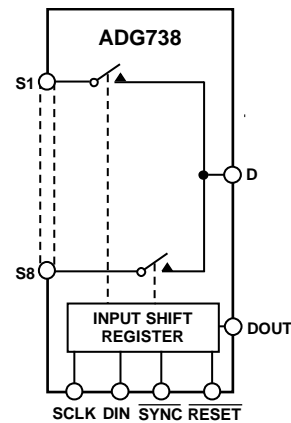 ADG738
S1
D
S8
INPUT SHIFT
REGISTER
DOUT
SCLK DIN SYNC RESET